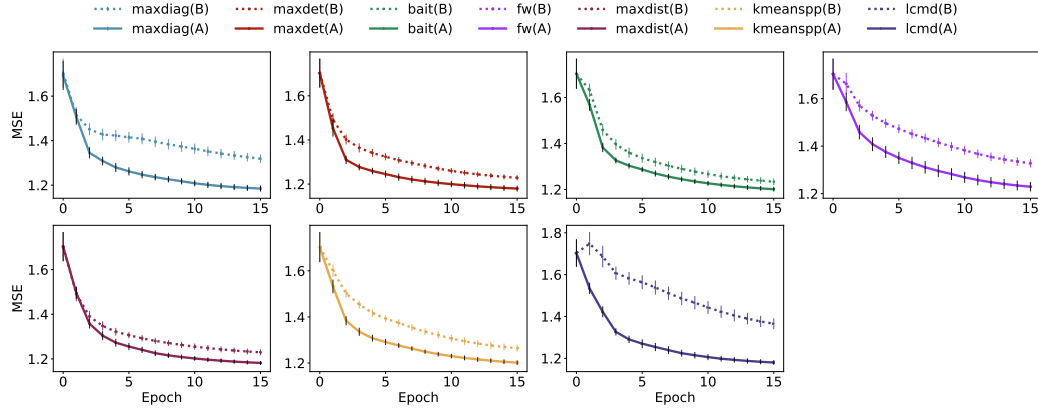 maxdiag(B) maxdet(B) bait(B) fw(B) maxdist(B) kmeanspp(B) lcmd(B)
maxdiag(A) maxdet(A) bait(A) fw(A) maxdist(A) kmeanspp(A) lcmd(A)
MSE
1.6
1.4
1.2
0 5 10 15
1.6
1.4
1.2
0 5 10 15
1.6
1.4
1.2
0 5 10 15
1.6
1.4
1.2
0 5 10 15
MSE
1.6
1.4
1.2
0 5 10 15
Epoch
1.6
1.4
1.2
0 5 10 15
Epoch
1.8
1.6
1.4
1.2
0 5 10 15
Epoch